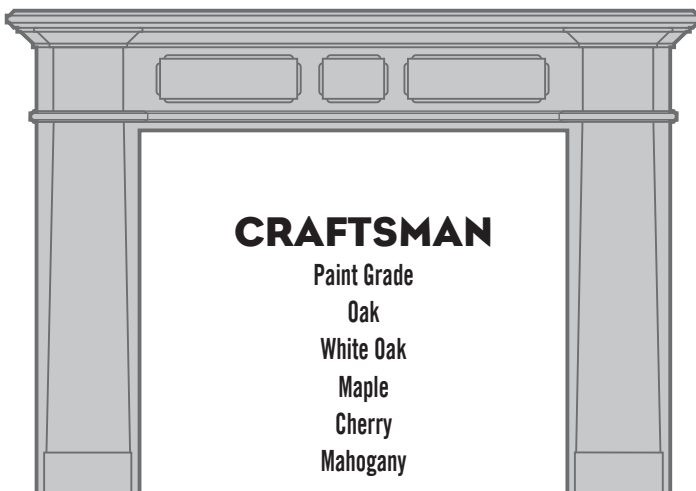 CRAFTSMAN
Paint Grade
Oak
White Oak
Maple
Cherry
Mahogany